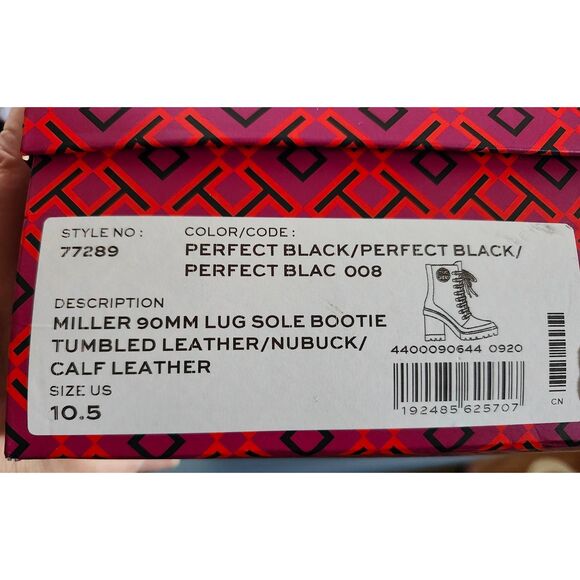 STYLE NO :
77289
COLOR/CODE :
PERFECT BLACK/PERFECT BLACK/
PERFECT BLAC 008
DESCRIPTION
MILLER 90MM LUG SOLE BOOTIE
TUMBLED LEATHER/NUBUCK/
CALF LEATHER
SIZE US
10.5
4400090644 0920
192485 625707
CN